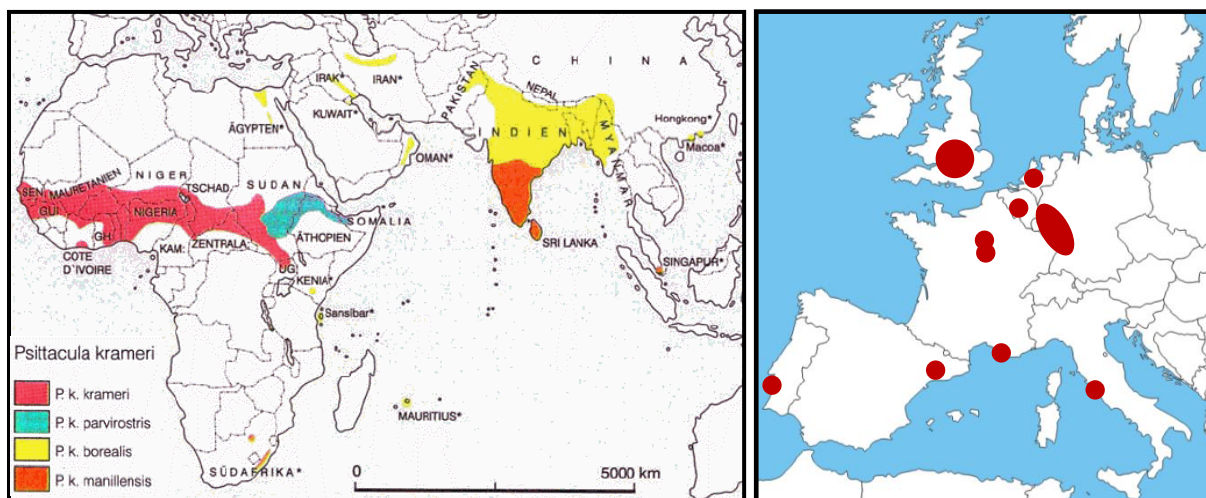 CHINA
IRAK*
IRAN*
KUWAIT*
PAKISTAN
NEPAL
ÄGYPTEN*
INDIEN
MYANMAR
Hongkong*
Macoa*
OMAN*
SEN.
MAURETANIEN
NIGER
TSCHAD
SUDAN
GUI.
NIGERIA
SOMALIA
GH.
KAM.
ZENTRALA.
ÄTHOPIEN
SRI LANKA
COTE
D`IVOIRE
UG.
KENIA*
SINGAPUR*
Sansibar*
Psittacula krameri
P. k. krameri
P. k. parvirostris
P. k. borealis
P. k. manillensis
MAURITIUS*
SÜDAFRIKA*
0 5000 km